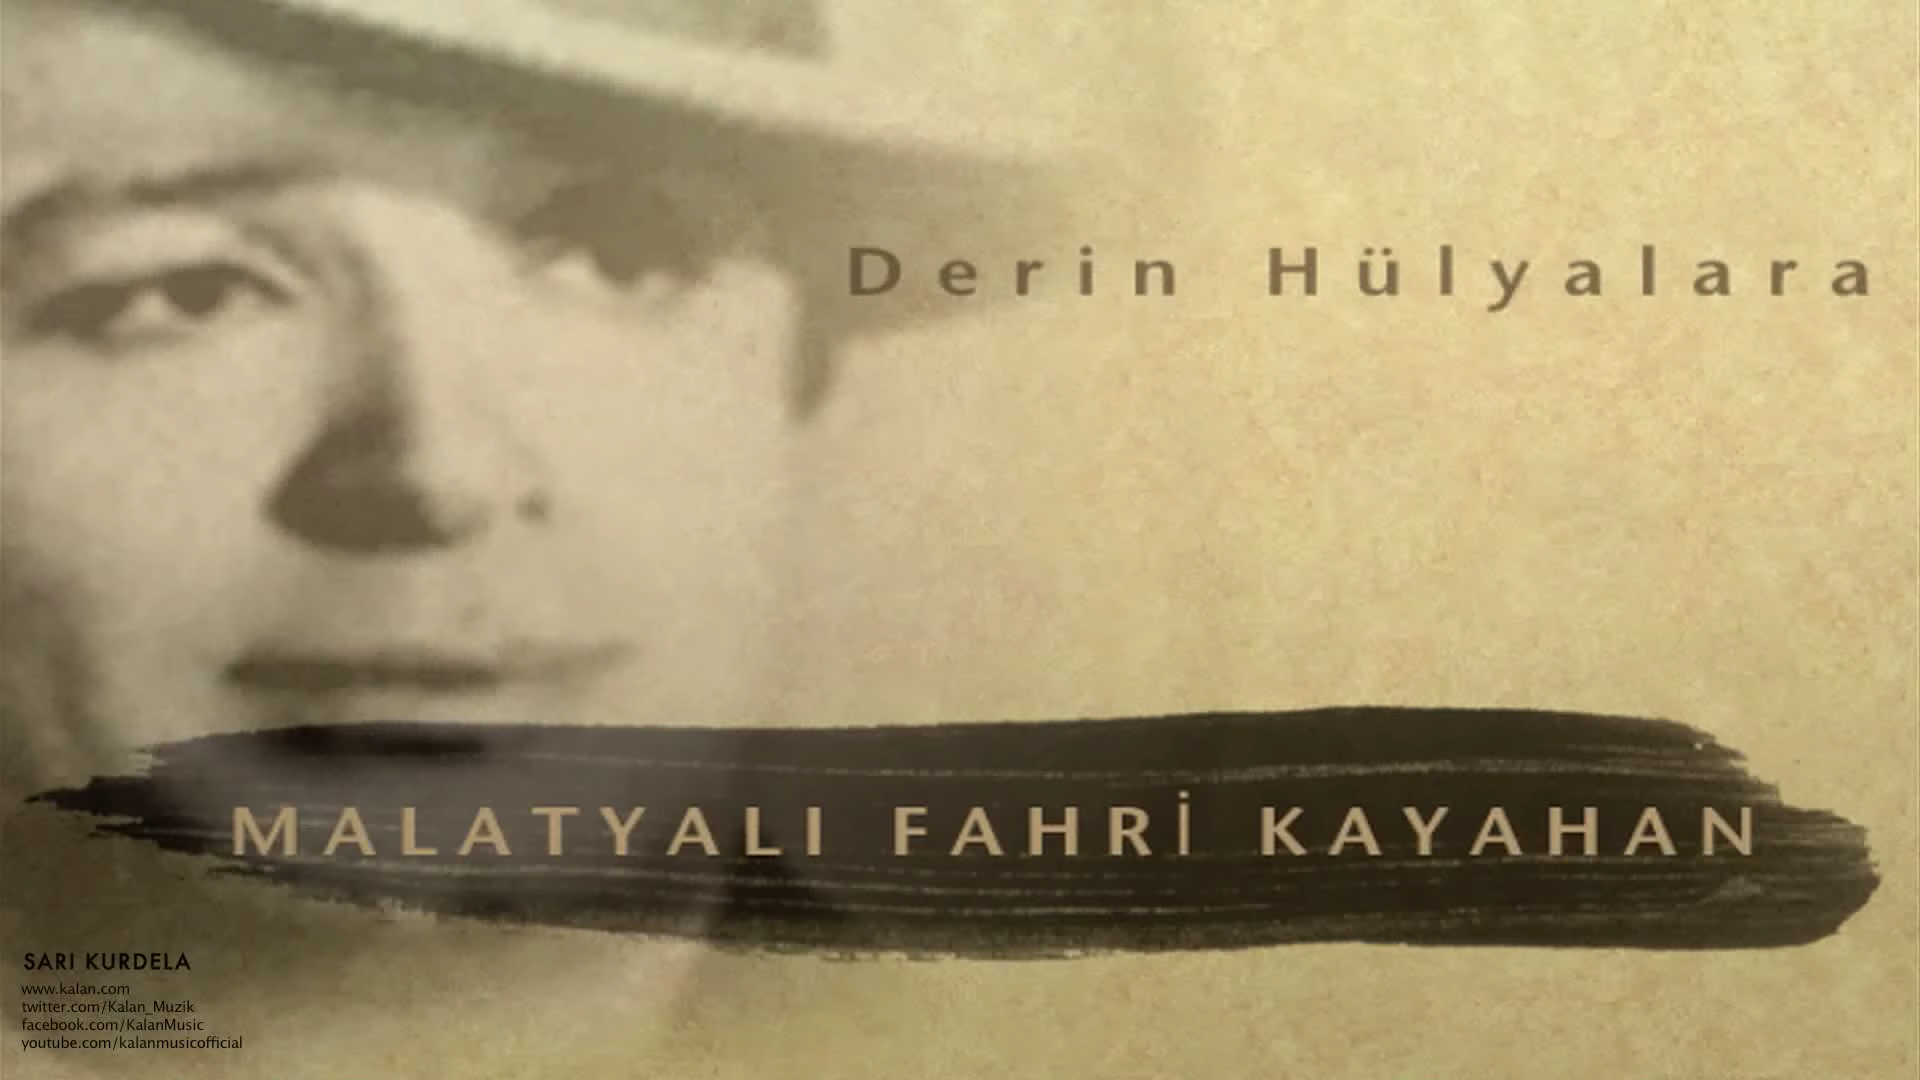 Derin Hülyalara
MALATYALI FAHRİ KAYAHAN
SARI KURDELA
www.kalan.com
twitter.com/Kalan_Muzik
facebook.com/KalanMusic
youtube.com/kalanmusicofficial